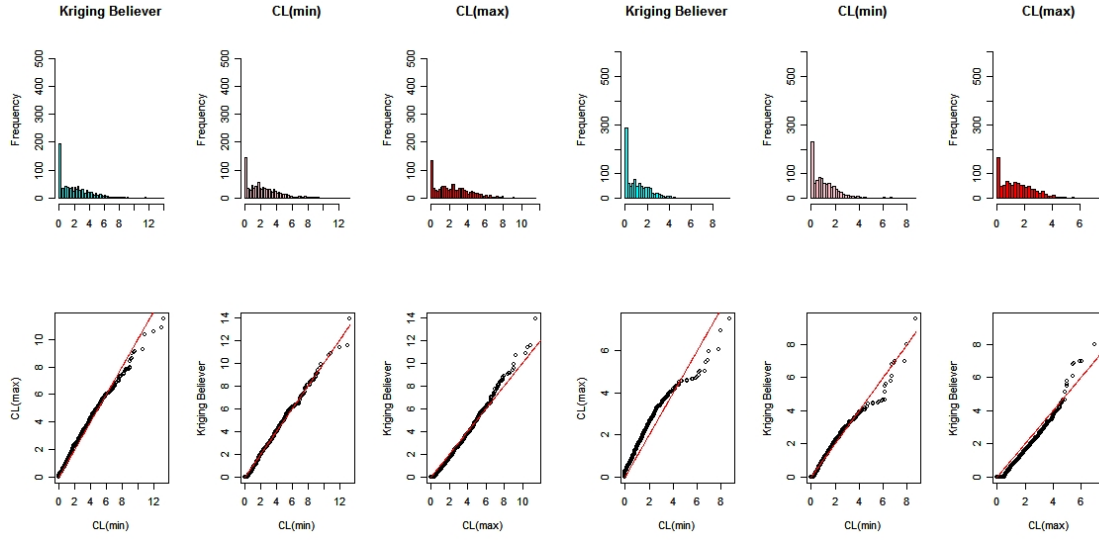 Kriging Believer CL(min) CL(max) Kriging Believer CL(min) CL(max)
Frequency
0 100 200 300 400 500
0 4 8 12
Frequency
0 100 200 300 400 500
0 4 8 12
Frequency
0 100 200 300 400 500
0 2 4 6 8 10
Frequency
0 100 300 500
0 2 4 6 8
Frequency
0 100 300 500
0 2 4 6 8
Frequency
0 100 300 500
0 2 4 6
CL(max)
0 2 4 6 8 10
0 2 4 6 8 12
CL(min)
Kriging Believer
0 2 4 6 8 10 12 14
0 2 4 6 8 12
CL(min)
Kriging Believer
0 2 4 6 8 10 12 14
0 2 4 6 8 10
CL(max)
CL(max)
0 2 4 6
0 2 4 6 8
CL(min)
Kriging Believer
0 2 4 6 8
0 2 4 6 8
CL(min)
Kriging Believer
0 2 4 6 8
0 2 4 6
CL(max)